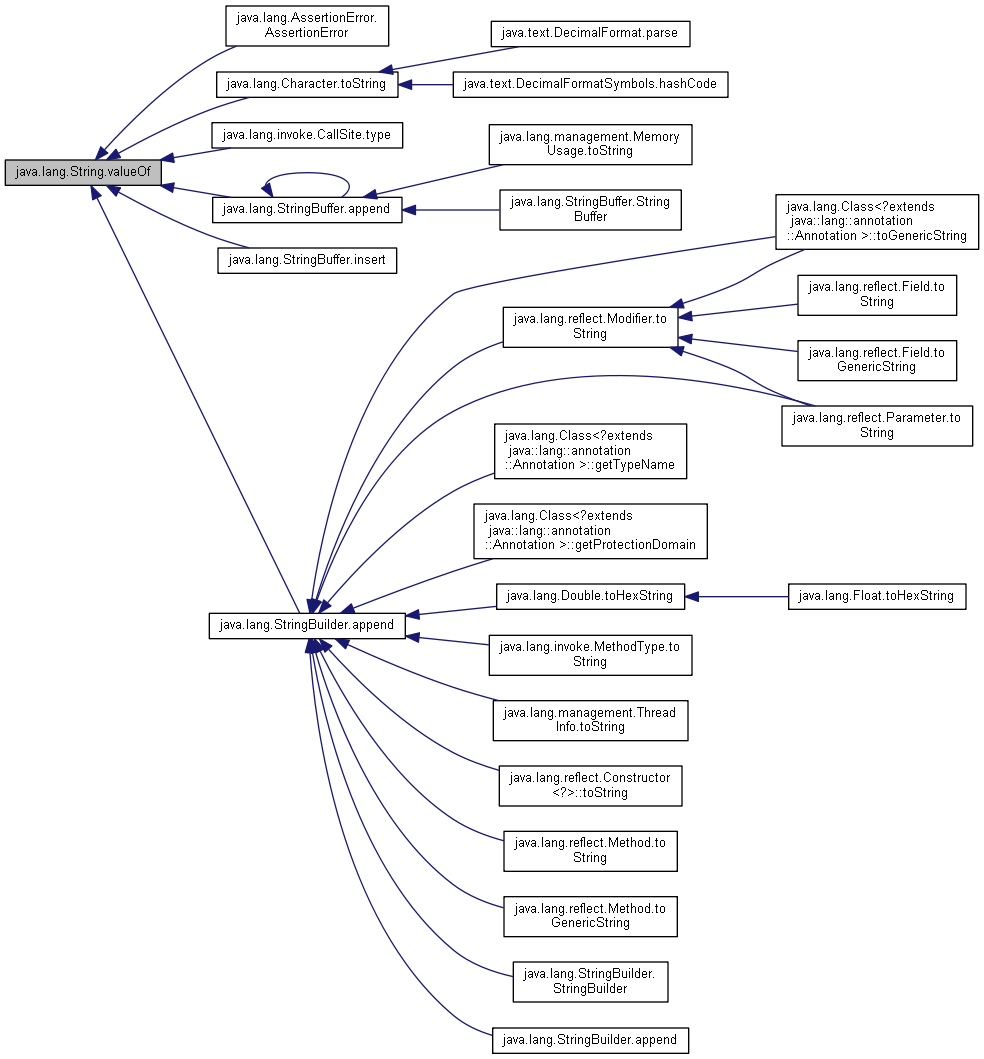 java.lang.AssertionError.
AssertionError
java.text.DecimalFormat.parse
java.lang.Character.toString
java.text.DecimalFormatSymbols.hashCode
java.lang.invoke.CallSite.type
java.lang.management.Memory
Usage.toString
java.lang.String.valueOf
java.lang.StringBuffer.append
java.lang.StringBuffer.String
Buffer
java.lang.StringBuffer.insert
java.lang.Class<?extends
java::lang::annotation
::Annotation >::toGenericString
java.lang.reflect.Field.to
String
java.lang.reflect.Modifier.to
String
java.lang.reflect.Field.to
GenericString
java.lang.reflect.Parameter.to
String
java.lang.Class<?extends
java::lang::annotation
::Annotation >::getTypeName
java.lang.Class<?extends
java::lang::annotation
::Annotation >::getProtectionDomain
java.lang.Double.toHexString
java.lang.Float.toHexString
java.lang.StringBuilder.append
java.lang.invoke.MethodType.to
String
java.lang.management.Thread
Info.toString
java.lang.reflect.Constructor
<?>::toString
java.lang.reflect.Method.to
String
java.lang.reflect.Method.to
GenericString
java.lang.StringBuilder.
StringBuilder
java.lang.StringBuilder.append